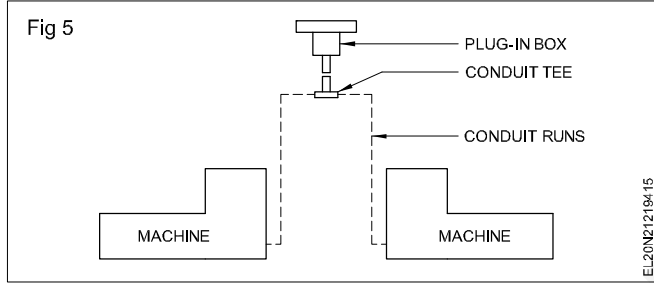 Fig 5
PLUG-IN BOX
CONDUIT TEE
CONDUIT RUNS
MACHINE
MACHINE
EL20N21219415